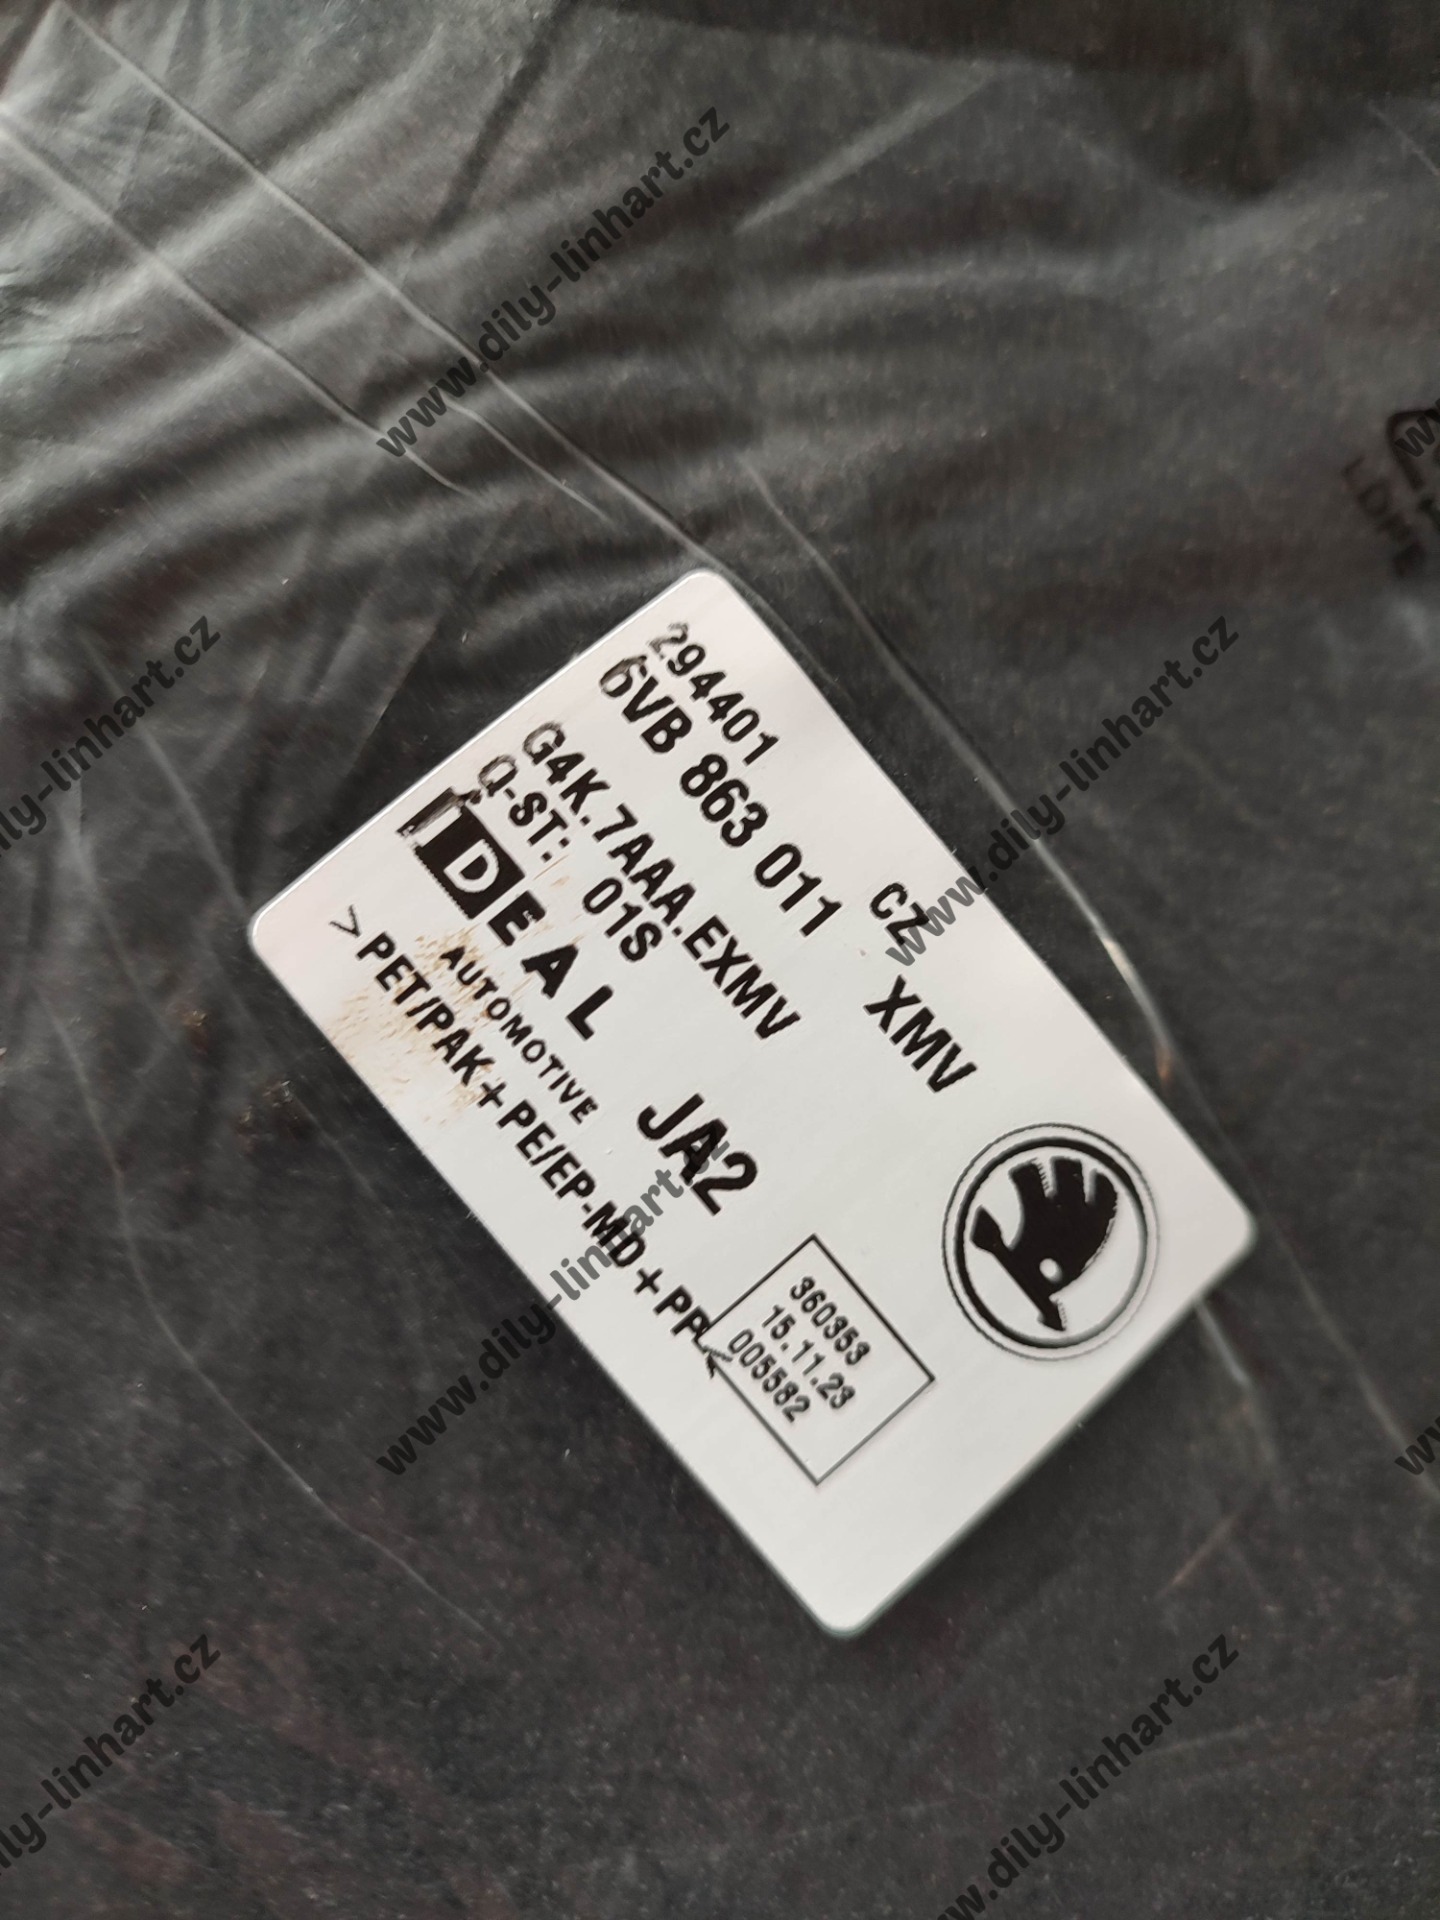 294401 CZ
6VB 863 011 XMV
G4K.7AAA.EXMV
Q-ST: 01S
IDEAL JA2
AUTOMOTIVE
>PET/PAK+PE/EP-MD+PP<
360353
15.11.23
005582
www.dily-linhart.cz
www.dily-linhart.cz
www.dily-linhart.cz
www.dily-linhart.cz
www.dily-linhart.cz